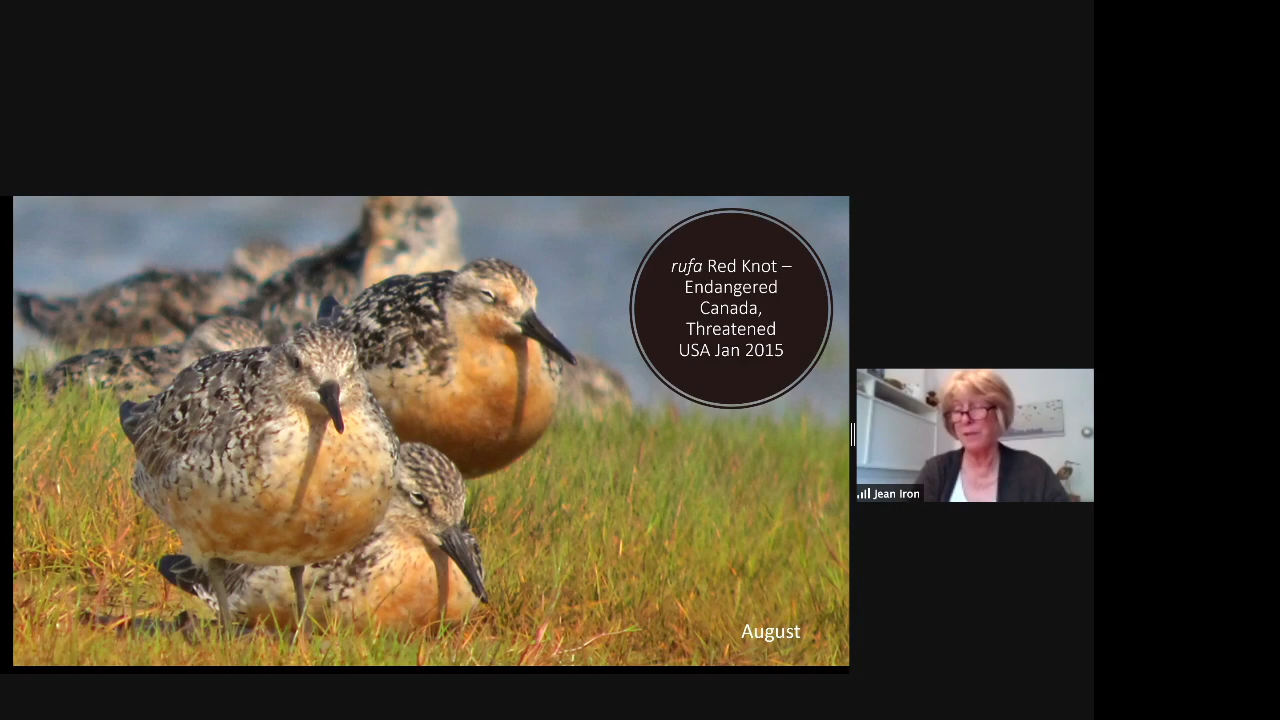 rufa Red Knot –
Endangered
Canada,
Threatened
USA Jan 2015
Jean Iron
August